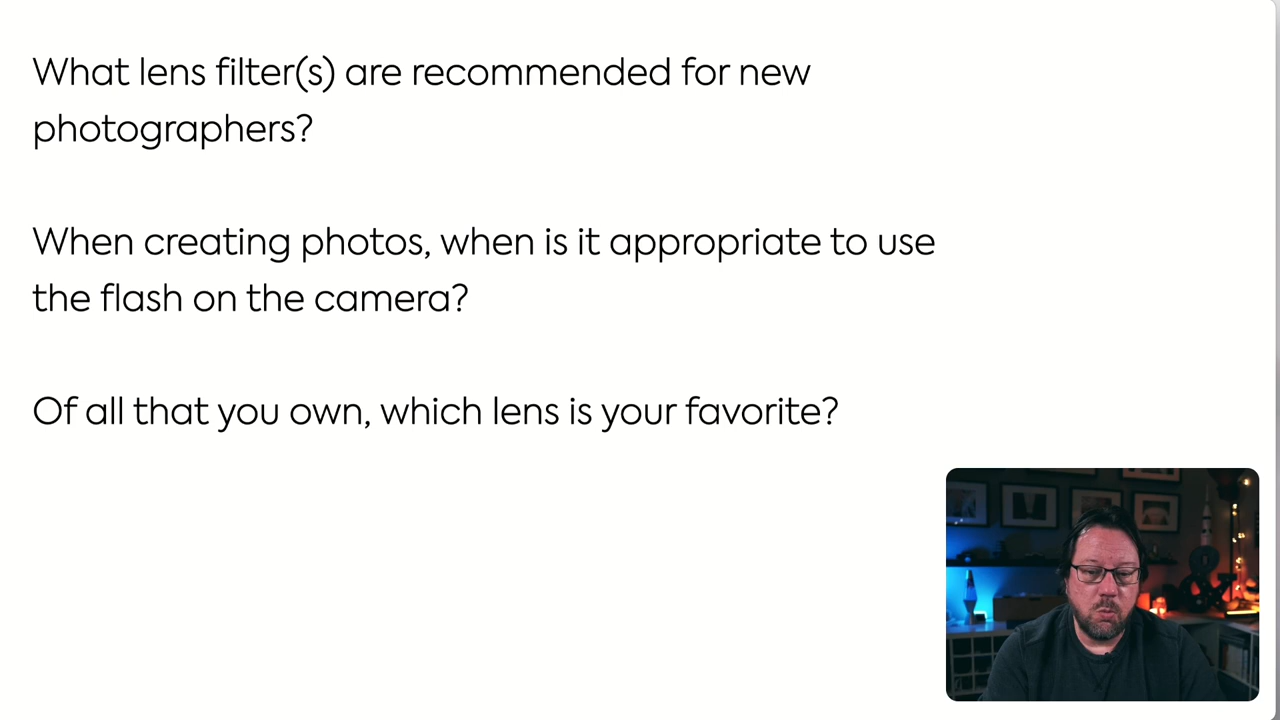 What lens filter(s) are recommended for new
photographers?
When creating photos, when is it appropriate to use
the flash on the camera?
Of all that you own, which lens is your favorite?